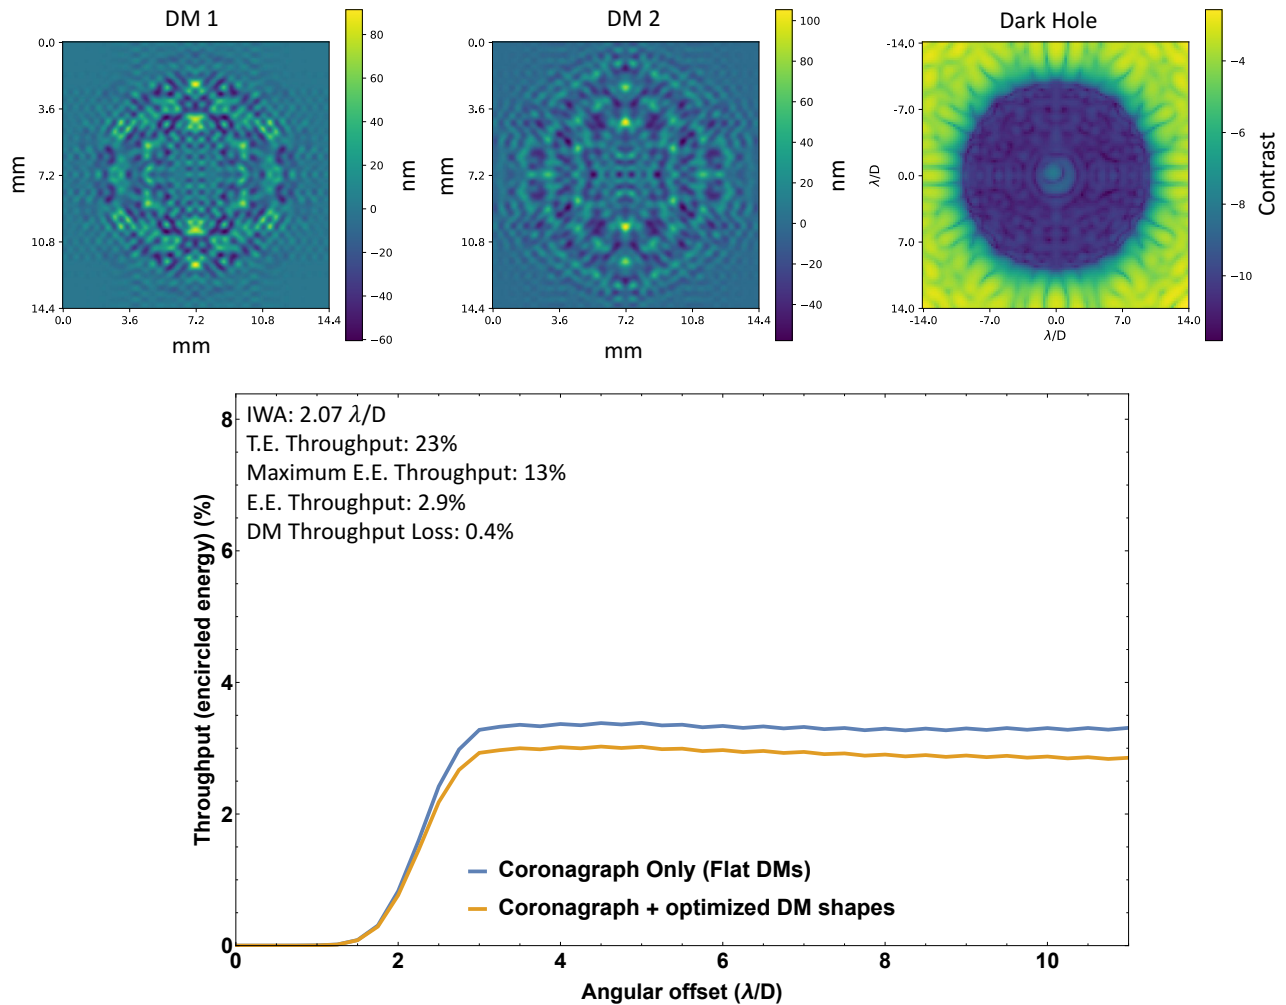 DM 1
DM 2
Dark Hole
0.0
3.6
7.2
10.8
14.4
0.0
3.6
7.2
10.8
14.4
mm
mm
80
60
40
20
0
−20
−40
−60
nm
0.0
3.6
7.2
10.8
14.4
0.0
3.6
7.2
10.8
14.4
mm
mm
100
80
60
40
20
0
−20
−40
nm
-14.0
-7.0
0.0
7.0
14.0
-14.0
-7.0
0.0
7.0
14.0
λ/D
λ/D
−4
−6
−8
−10
Contrast
IWA: 2.07 λ/D
T.E. Throughput: 23%
Maximum E.E. Throughput: 13%
E.E. Throughput: 2.9%
DM Throughput Loss: 0.4%
Throughput (encircled energy) (%)
8
6
4
2
0
Coronagraph Only (Flat DMs)
Coronagraph + optimized DM shapes
0
2
4
6
8
10
Angular offset (λ/D)